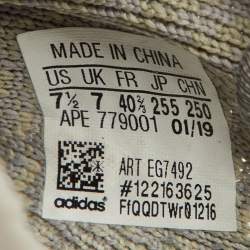 MADE IN CHINA
US UK FR JP CHN
7½ 7 40⅔ 255 250
APE 779001 01/19
ART EG7492
#122163625
adidas FfQQDTWr01216